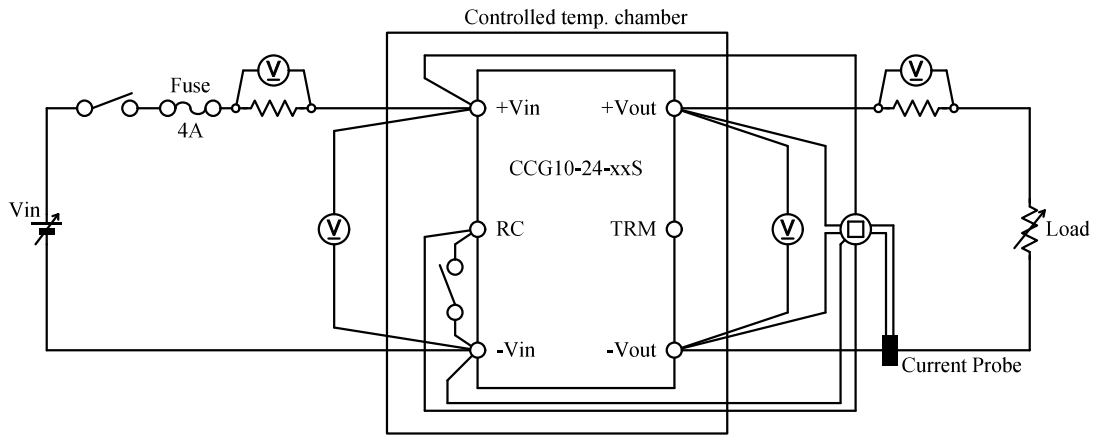 Controlled temp. chamber
V
V
Fuse
4A
+Vin
+Vout
CCG10-24-xxS
Vin
V
RC
TRM
V
Load
-Vin
-Vout
Current Probe